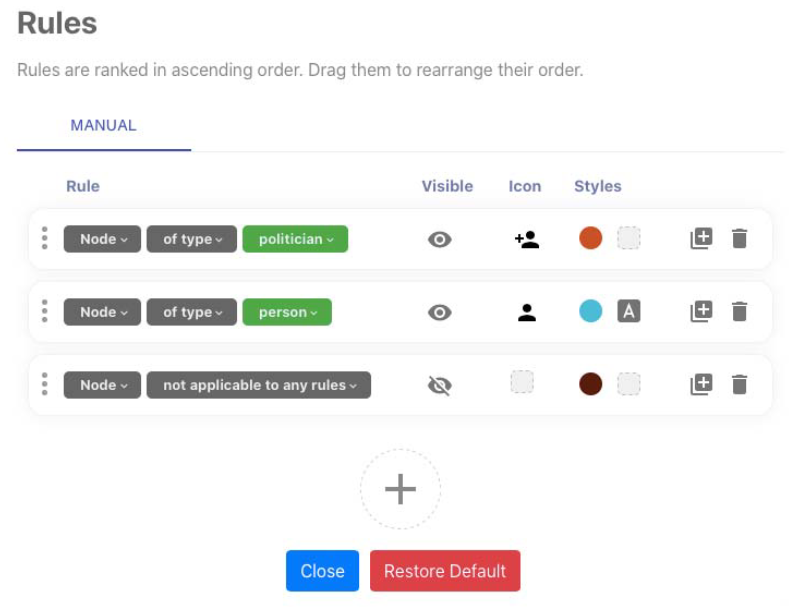 Rules
Rules are ranked in ascending order. Drag them to rearrange their order.
MANUAL
Rule Visible Icon Styles
Node of type politician
Node of type person A
Node not applicable to any rules
Close Restore Default